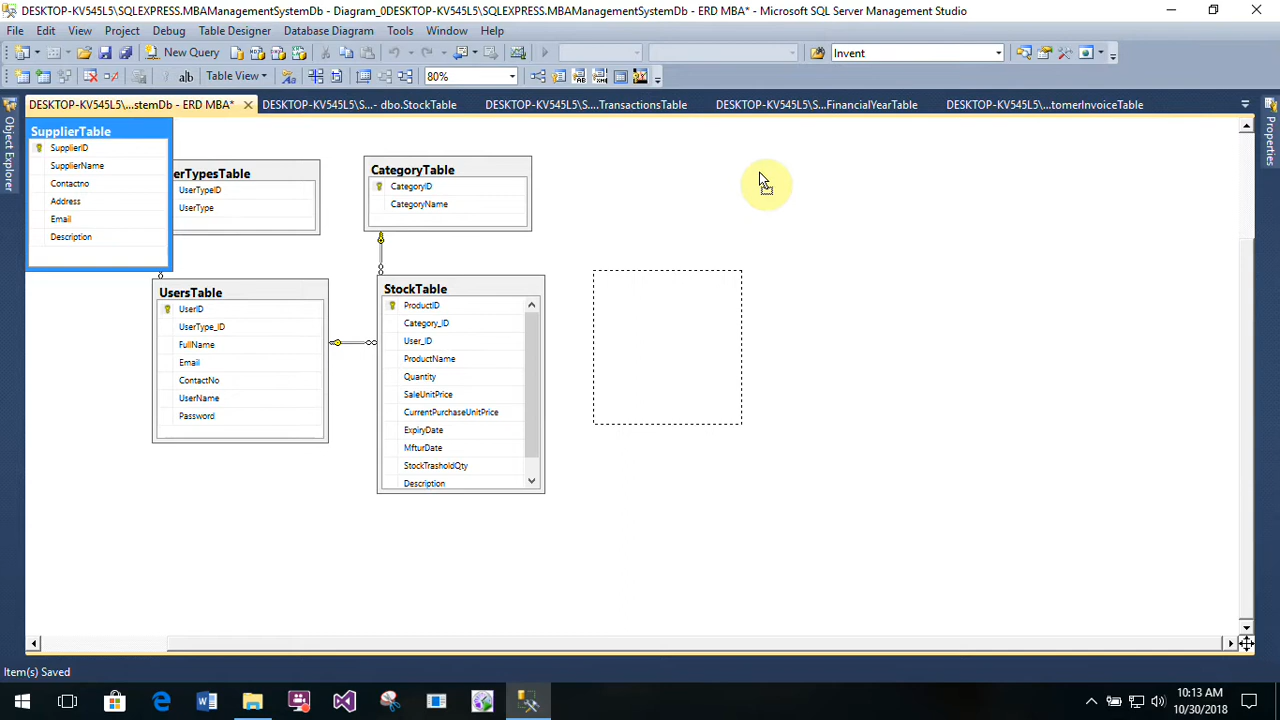 DESKTOP-KV545L5\SQLEXPRESS.MBAManagementSystemDb - Diagram_0DESKTOP-KV545L5\SQLEXPRESS.MBAManagementSystemDb - ERD MBA* - Microsoft SQL Server Management Studio
File Edit View Project Debug Table Designer Database Diagram Tools Window Help
New Query Invent
Table View 80%
DESKTOP-KV545L5\...stemDb - ERD MBA* DESKTOP-KV545L5\S...- dbo.StockTable DESKTOP-KV545L5\S....TransactionsTable DESKTOP-KV545L5\S...FinancialYearTable DESKTOP-KV545L5\...tomerInvoiceTable
Object Explorer
Properties
SupplierTable
SupplierID
SupplierName
Contactno
Address
Email
Description
erTypesTable
UserTypeID
UserType
CategoryTable
CategoryID
CategoryName
UsersTable
UserID
UserType_ID
FullName
Email
ContactNo
UserName
Password
StockTable
ProductID
Category_ID
User_ID
ProductName
Quantity
SaleUnitPrice
CurrentPurchaseUnitPrice
ExpiryDate
MfturDate
StockTrasholdQty
Description
Item(s) Saved
10:13 AM
10/30/2018